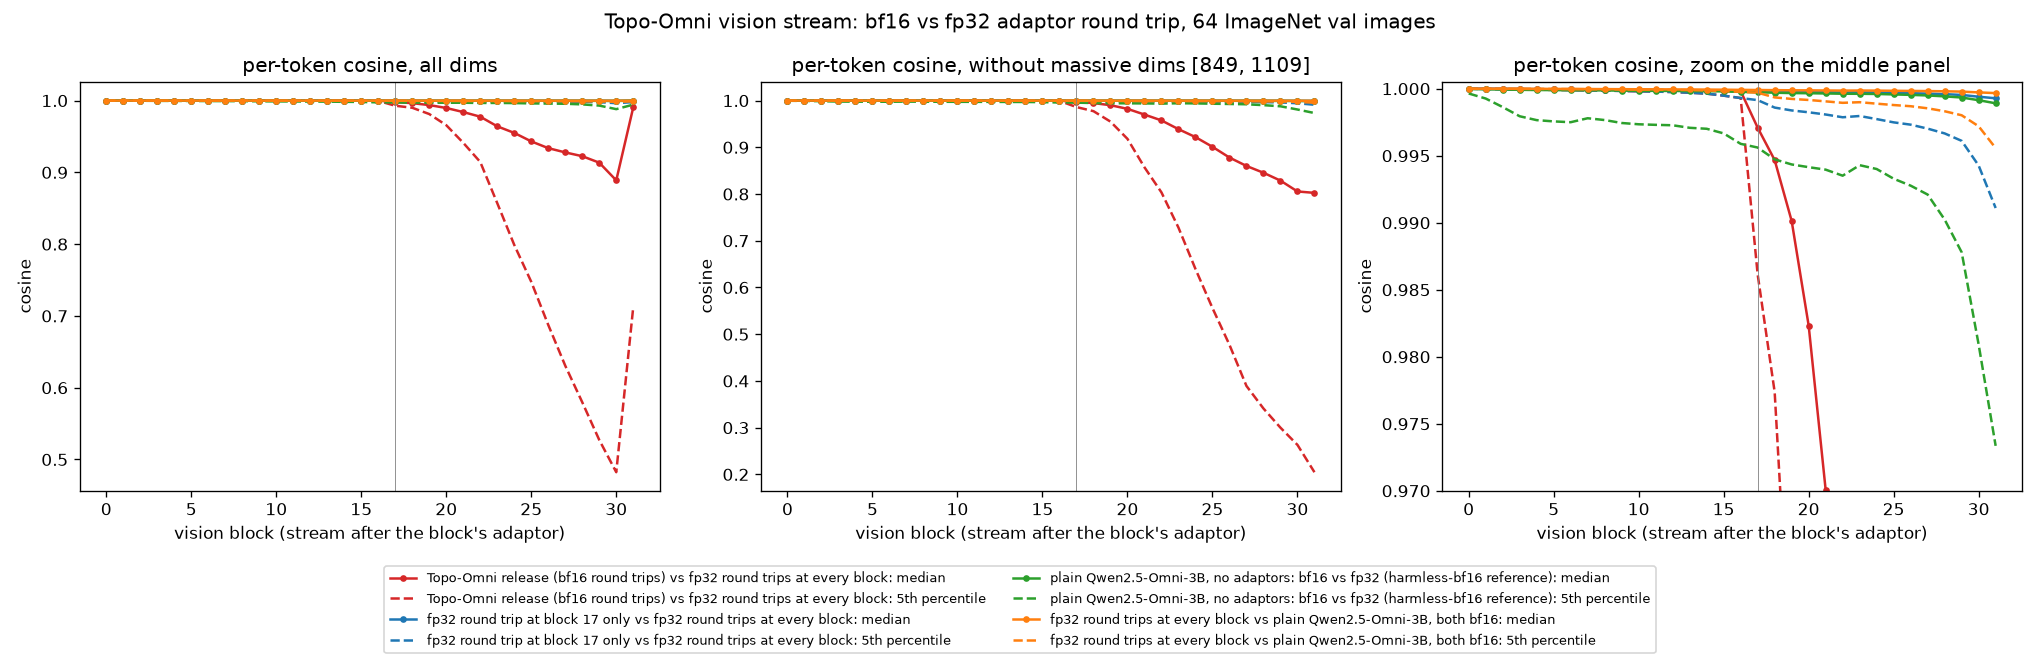 Topo-Omni vision stream: bf16 vs fp32 adaptor round trip, 64 ImageNet val images
per-token cosine, all dims
1.0
0.9
0.8
0.7
0.6
0.5
cosine
0 5 10 15 20 25 30
vision block (stream after the block's adaptor)
per-token cosine, without massive dims [849, 1109]
1.0
0.9
0.8
0.7
0.6
0.5
0.4
0.3
0.2
cosine
0 5 10 15 20 25 30
vision block (stream after the block's adaptor)
per-token cosine, zoom on the middle panel
1.000
0.995
0.990
0.985
0.980
0.975
0.970
cosine
0 5 10 15 20 25 30
vision block (stream after the block's adaptor)
Topo-Omni release (bf16 round trips) vs fp32 round trips at every block: median
Topo-Omni release (bf16 round trips) vs fp32 round trips at every block: 5th percentile
fp32 round trip at block 17 only vs fp32 round trips at every block: median
fp32 round trip at block 17 only vs fp32 round trips at every block: 5th percentile
plain Qwen2.5-Omni-3B, no adaptors: bf16 vs fp32 (harmless-bf16 reference): median
plain Qwen2.5-Omni-3B, no adaptors: bf16 vs fp32 (harmless-bf16 reference): 5th percentile
fp32 round trips at every block vs plain Qwen2.5-Omni-3B, both bf16: median
fp32 round trips at every block vs plain Qwen2.5-Omni-3B, both bf16: 5th percentile